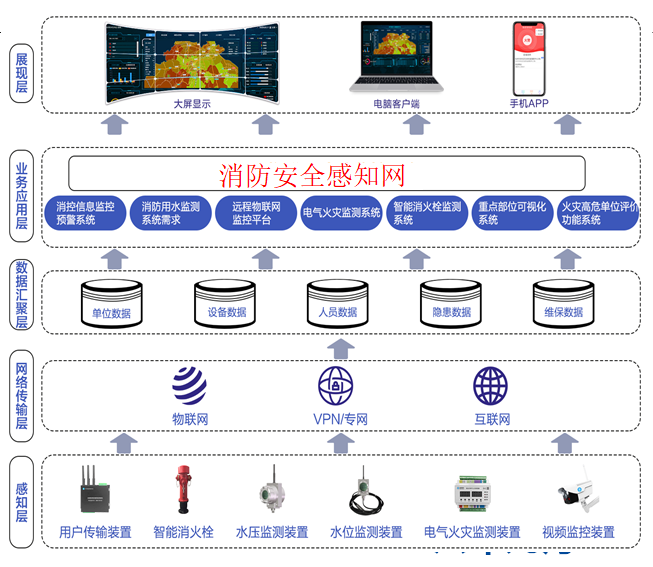 展现层
大屏显示
电脑客户端
手机APP
业务应用层
消防安全感知网
消控信息监控
预警系统
消防用水监测
系统需求
远程物联网
监控平台
电气火灾监测系统
智能消火栓监测
系统
重点部位可视化
系统
火灾高危单位评价
功能系统
数据汇聚层
单位数据
设备数据
人员数据
隐患数据
维保数据
网络传输层
物联网
VPN/专网
互联网
感知层
用户传输装置
智能消火栓
水压监测装置
水位监测装置
电气火灾监测装置
视频监控装置